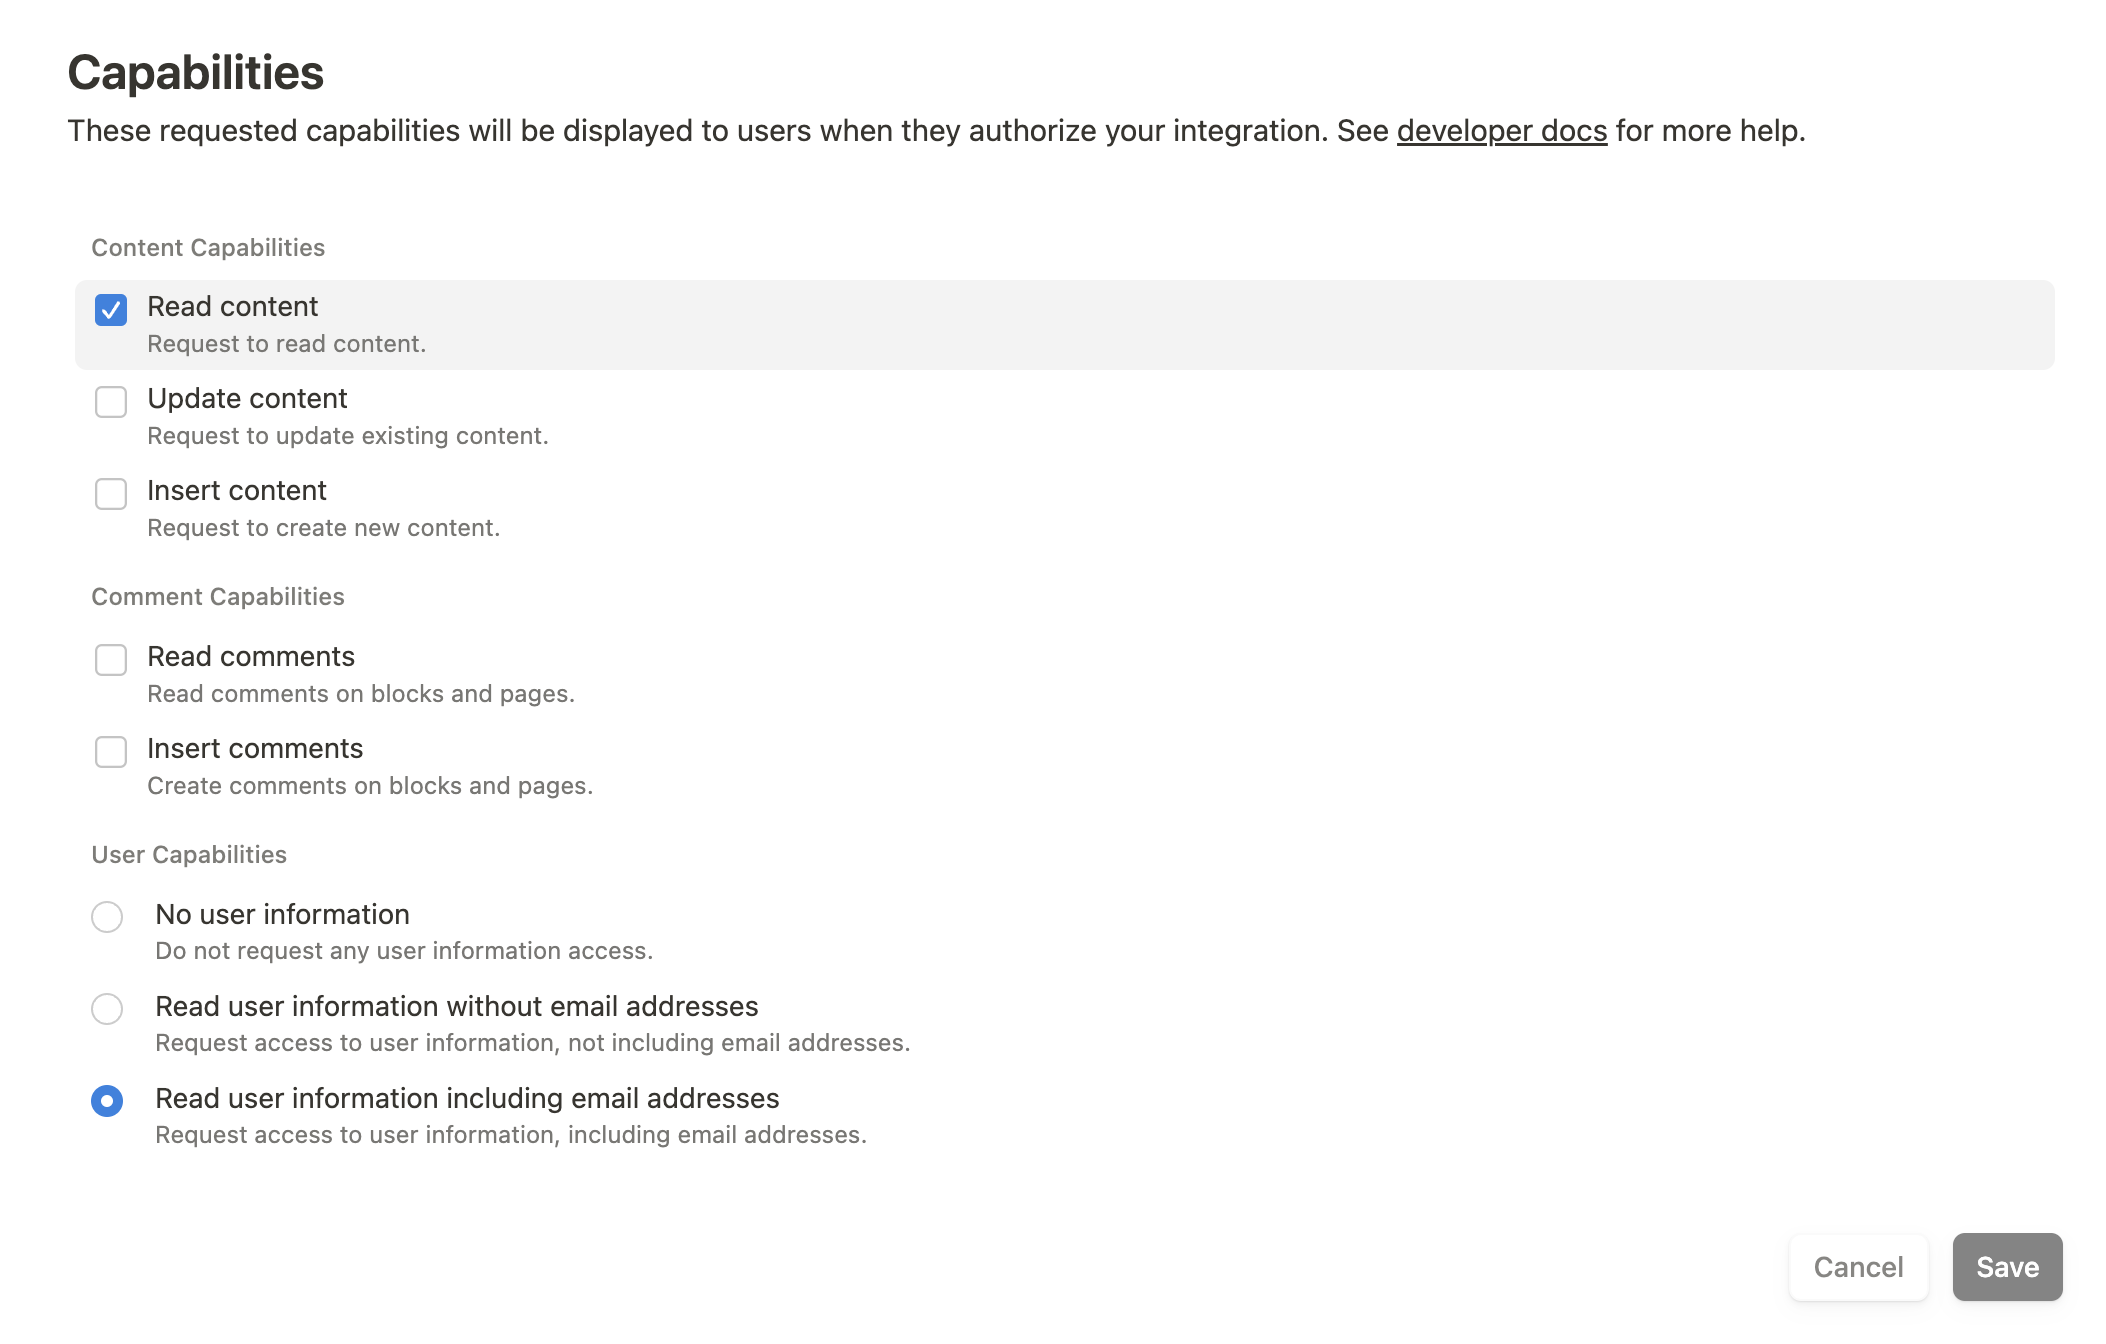 Capabilities
These requested capabilities will be displayed to users when they authorize your integration. See developer docs for more help.
Content Capabilities
Read content
Request to read content.
Update content
Request to update existing content.
Insert content
Request to create new content.
Comment Capabilities
Read comments
Read comments on blocks and pages.
Insert comments
Create comments on blocks and pages.
User Capabilities
No user information
Do not request any user information access.
Read user information without email addresses
Request access to user information, not including email addresses.
Read user information including email addresses
Request access to user information, including email addresses.
Cancel Save